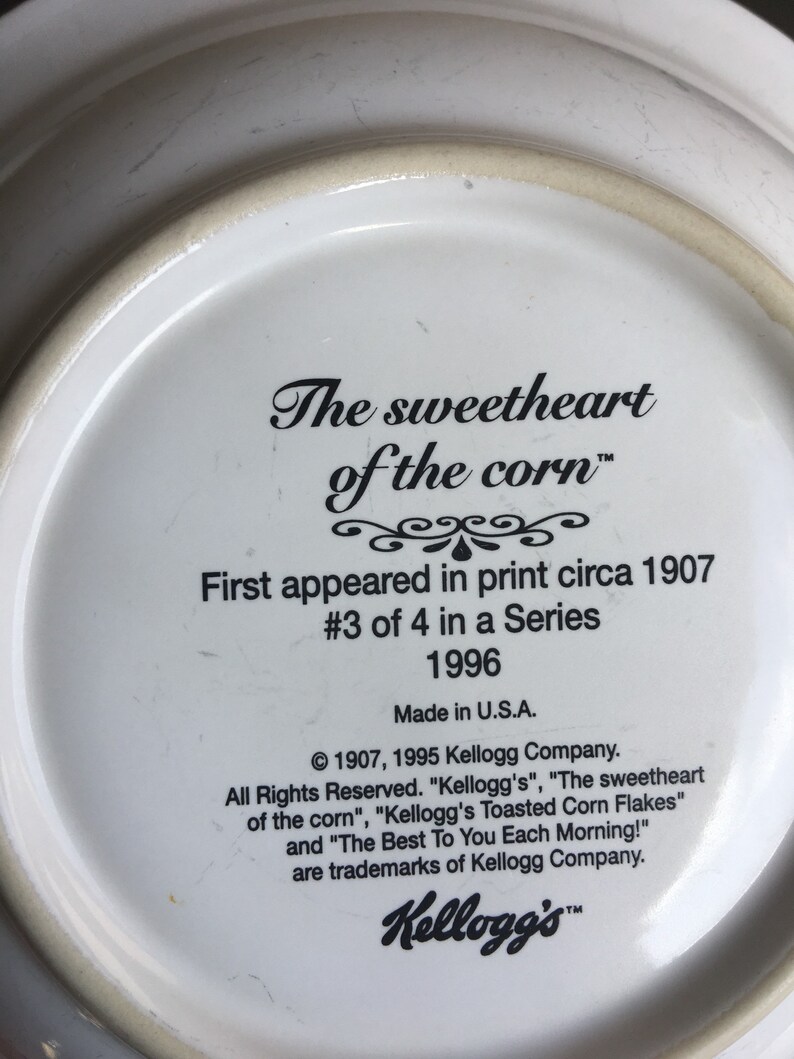 The sweetheart
of the corn™
First appeared in print circa 1907
#3 of 4 in a Series
1996
Made in U.S.A.
© 1907, 1995 Kellogg Company.
All Rights Reserved. "Kellogg's", "The sweetheart
of the corn", "Kellogg's Toasted Corn Flakes"
and "The Best To You Each Morning!"
are trademarks of Kellogg Company.
Kellogg's™